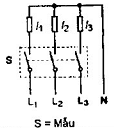 I1 I2 I3
S
L1 L2 L3 N
S = Mẫu